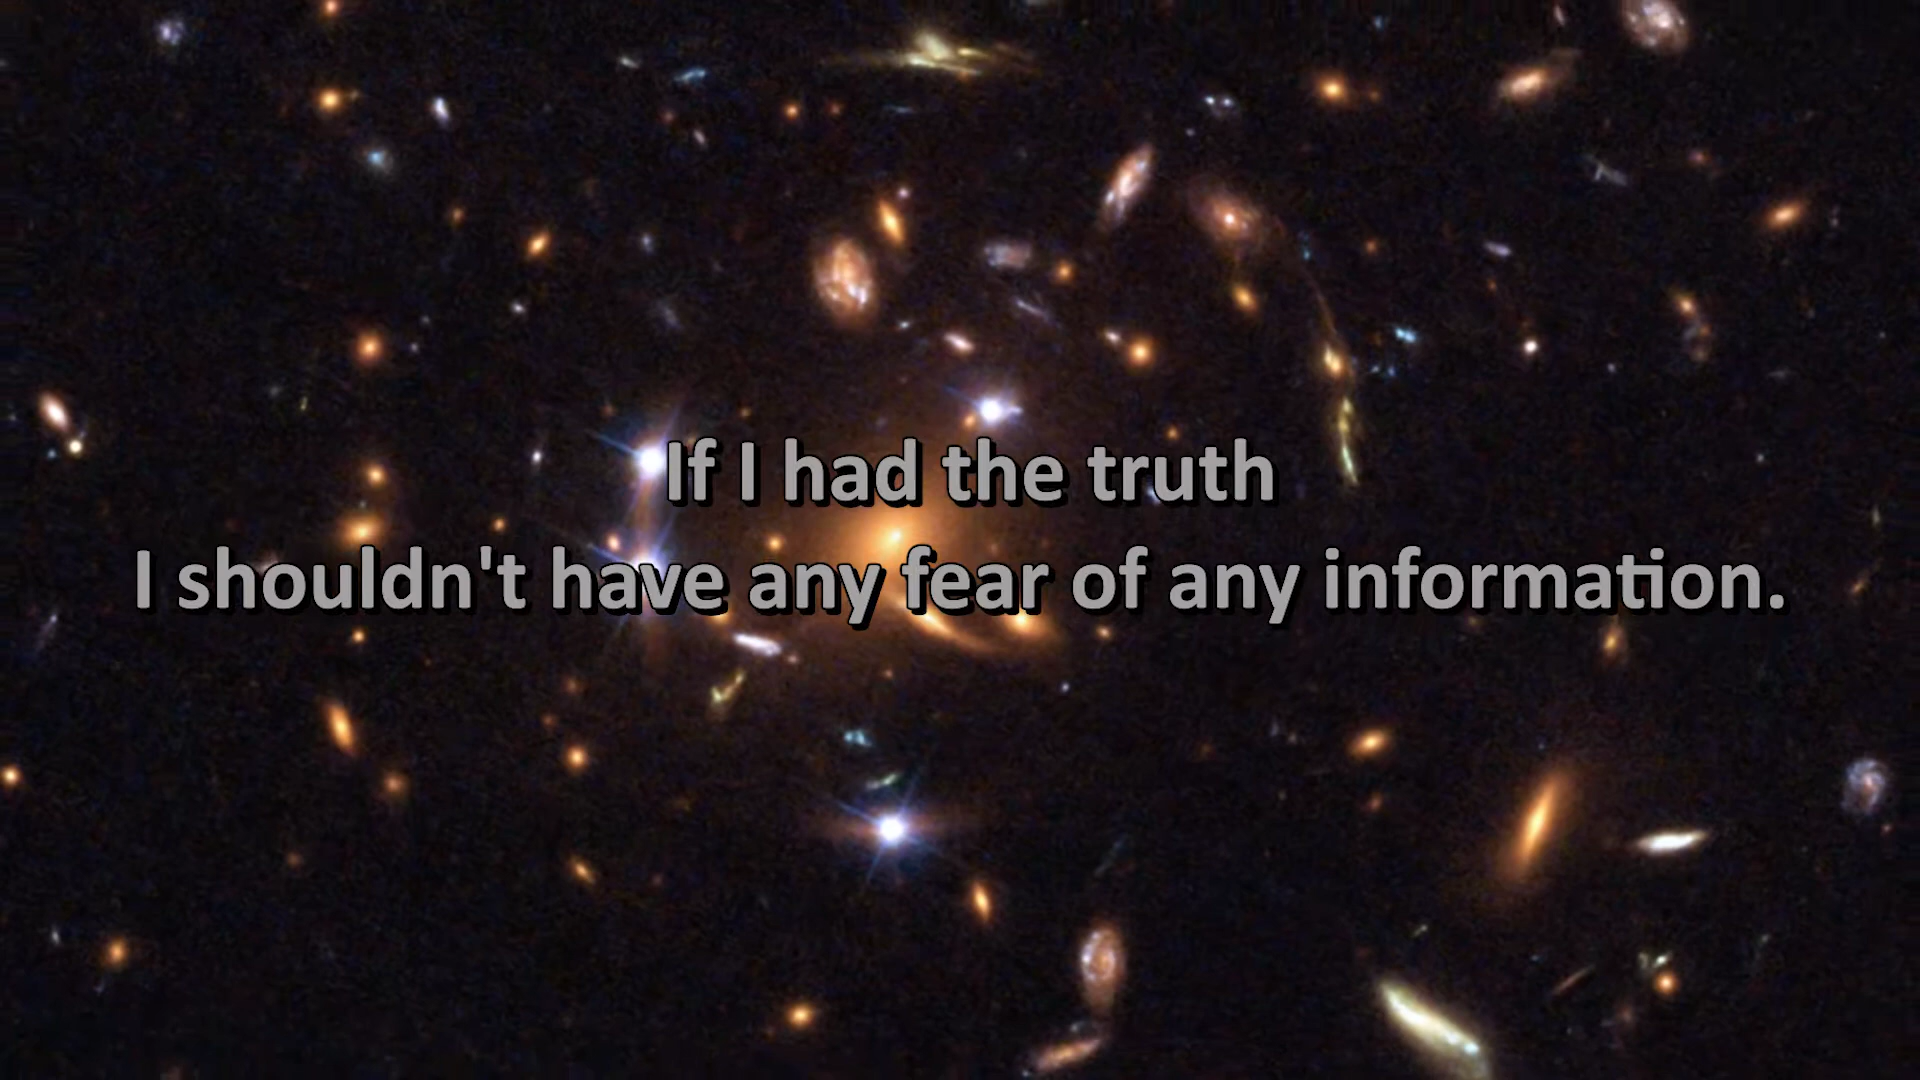 If I had the truth
I shouldn't have any fear of any information.